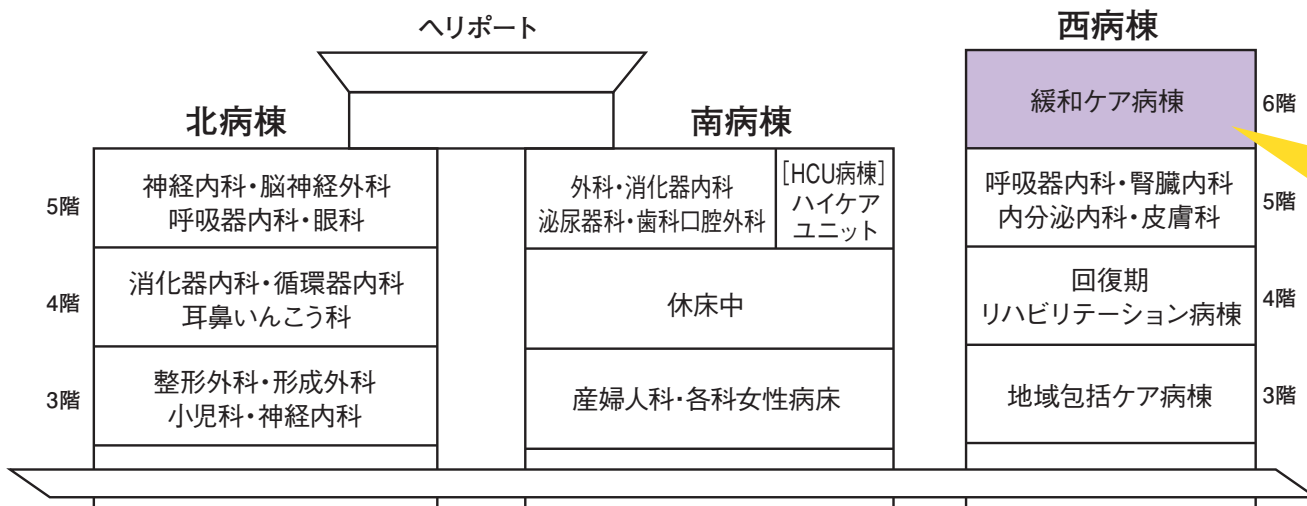 ヘリポート
北病棟
5階
神経内科・脳神経外科
呼吸器内科・眼科
4階
消化器内科・循環器内科
耳鼻いんこう科
3階
整形外科・形成外科
小児科・神経内科
南病棟
外科・消化器内科
泌尿器科・歯科口腔外科
[HCU病棟]
ハイケア
ユニット
休床中
産婦人科・各科女性病床
西病棟
緩和ケア病棟
6階
呼吸器内科・腎臓内科
内分泌内科・皮膚科
5階
回復期
リハビリテーション病棟
4階
地域包括ケア病棟
3階